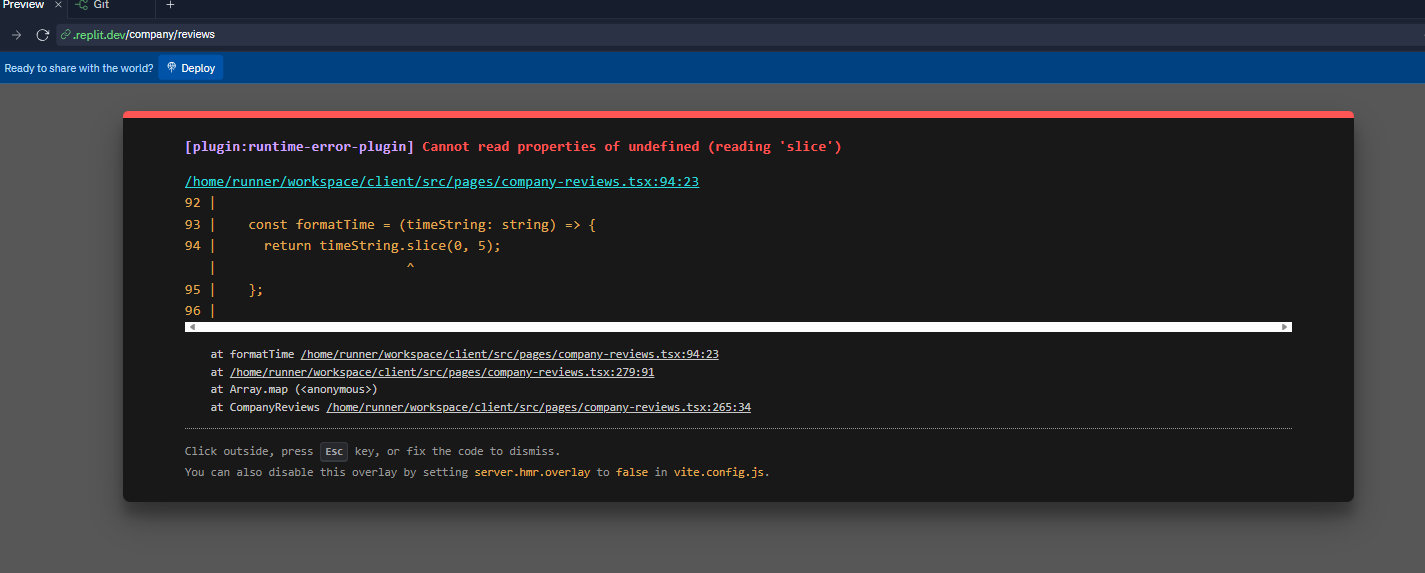 Preview × Git +
.replit.dev/company/reviews
Ready to share with the world? Deploy
[plugin:runtime-error-plugin] Cannot read properties of undefined (reading 'slice')
/home/runner/workspace/client/src/pages/company-reviews.tsx:94:23
92 |
93 |    const formatTime = (timeString: string) => {
94 |      return timeString.slice(0, 5);
   |                        ^
95 |    };
96 |
at formatTime /home/runner/workspace/client/src/pages/company-reviews.tsx:94:23
at /home/runner/workspace/client/src/pages/company-reviews.tsx:279:91
at Array.map (<anonymous>)
at CompanyReviews /home/runner/workspace/client/src/pages/company-reviews.tsx:265:34
Click outside, press Esc key, or fix the code to dismiss.
You can also disable this overlay by setting server.hmr.overlay to false in vite.config.js.